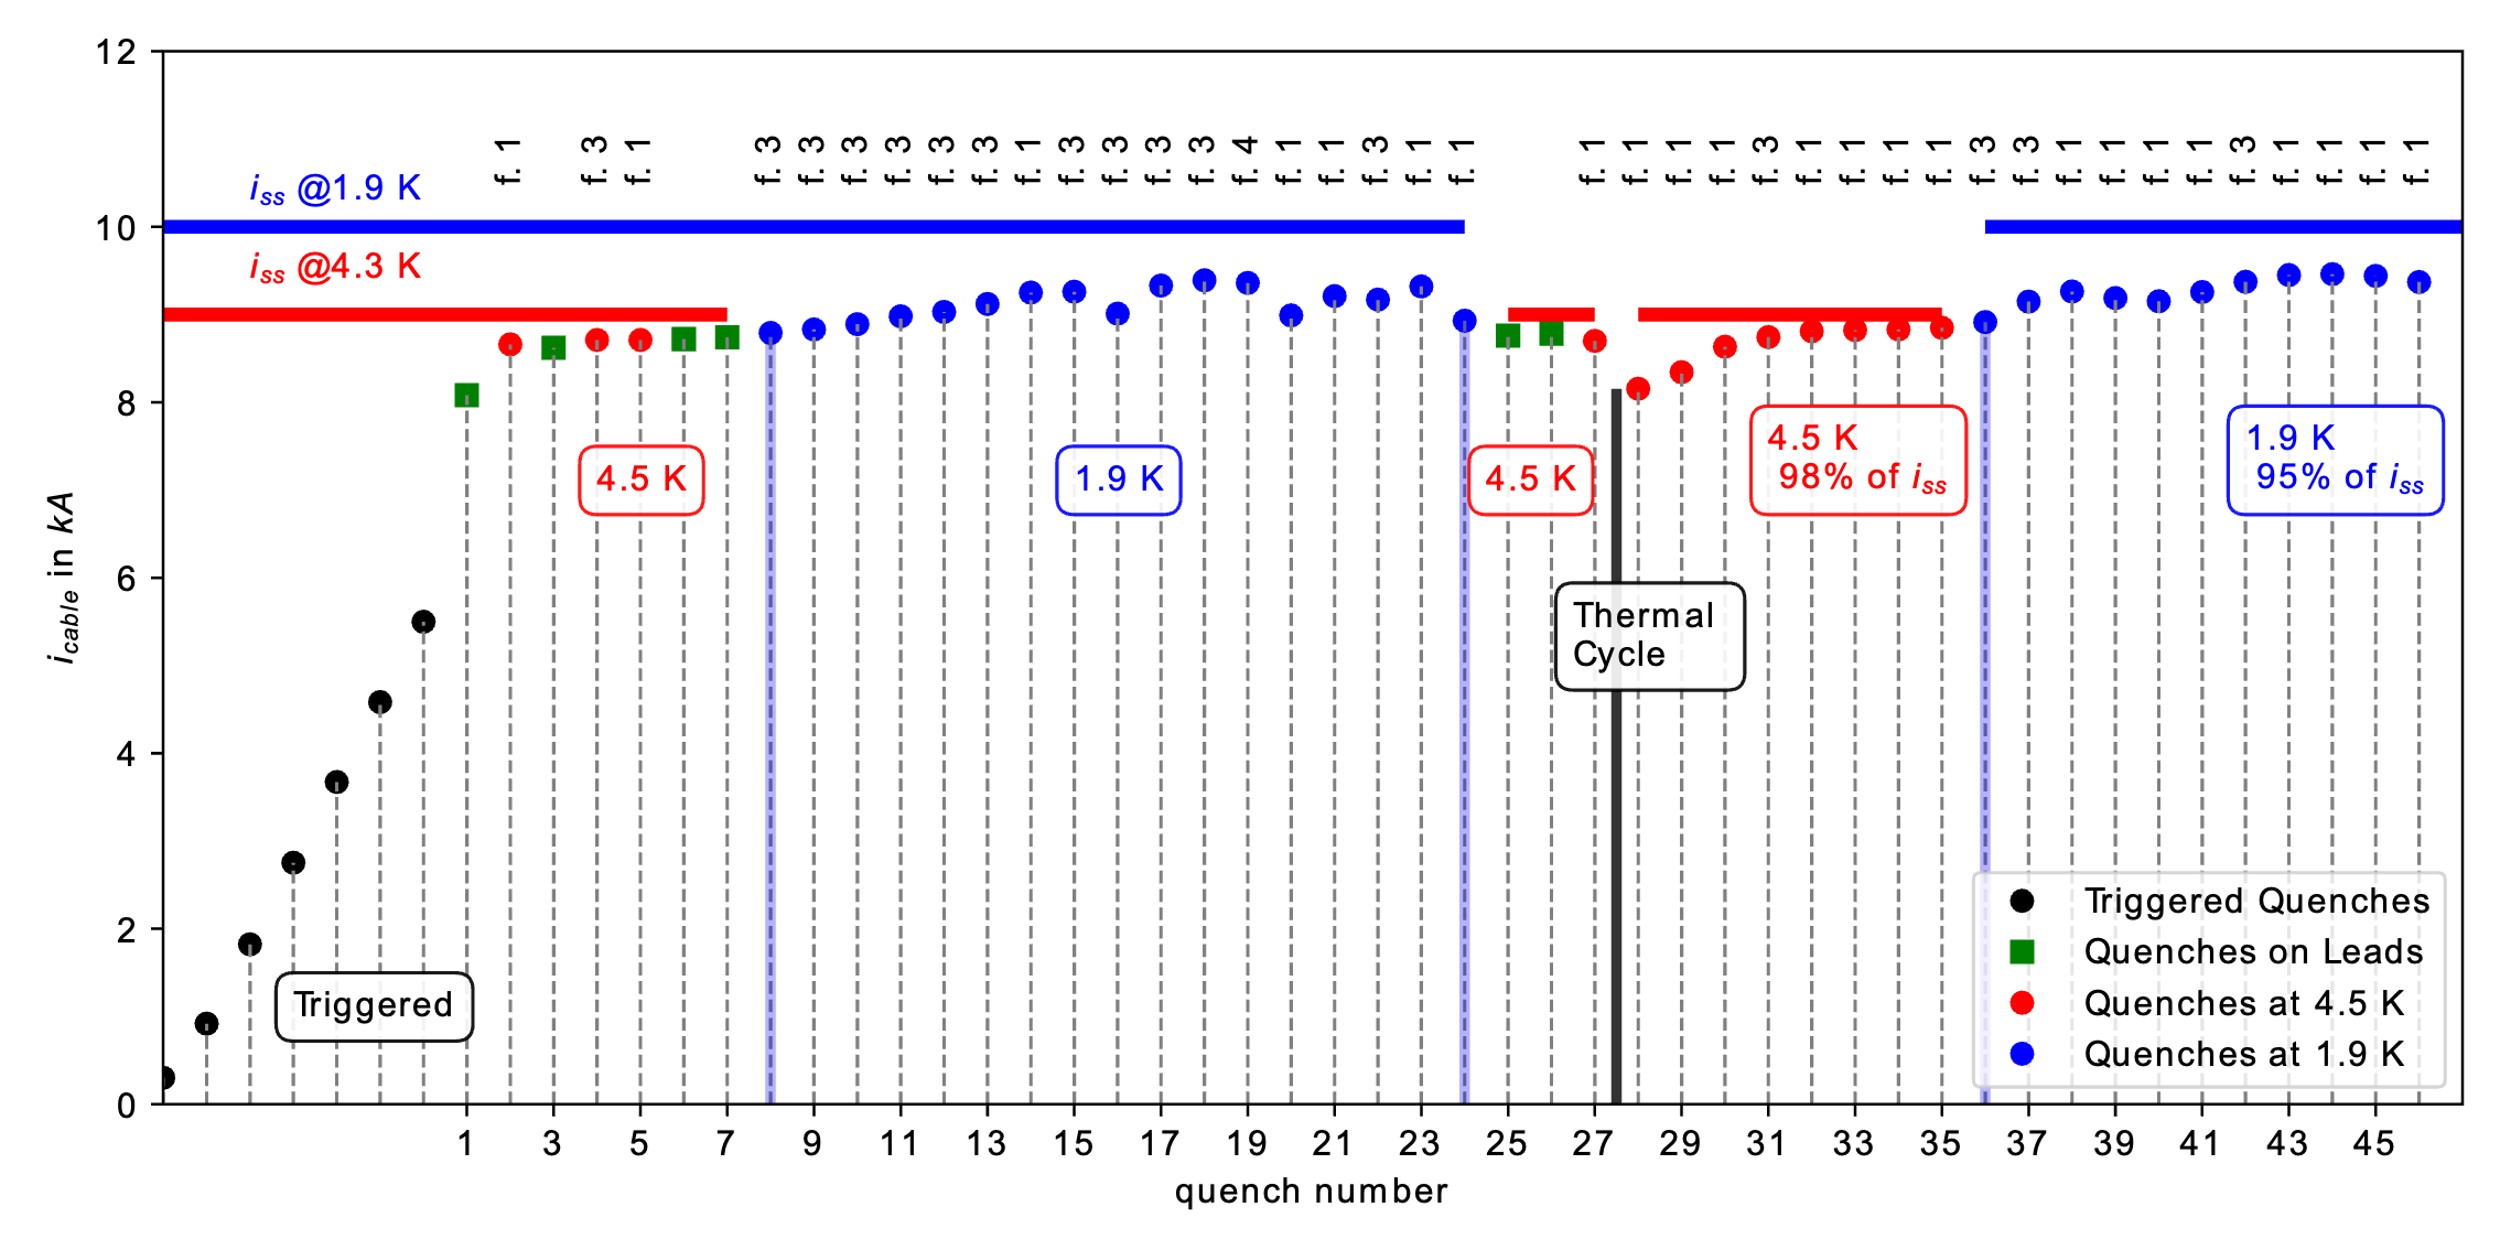 12
10
8
6
4
2
0
i_cable in kA
f. 1
f. 3
f. 1
f. 3
f. 3
f. 3
f. 3
f. 3
f. 3
f. 1
f. 3
f. 3
f. 3
f. 3
f. 4
f. 1
f. 1
f. 3
f. 1
f. 1
f. 1
f. 1
f. 1
f. 1
f. 3
f. 1
f. 1
f. 1
f. 1
f. 3
f. 3
f. 1
f. 1
f. 1
f. 1
f. 3
f. 1
f. 1
f. 1
f. 1
i_ss @1.9 K
i_ss @4.3 K
4.5 K
1.9 K
4.5 K
4.5 K
98% of i_ss
1.9 K
95% of i_ss
Thermal
Cycle
Triggered
Triggered Quenches
Quenches on Leads
Quenches at 4.5 K
Quenches at 1.9 K
1 3 5 7 9 11 13 15 17 19 21 23 25 27 29 31 33 35 37 39 41 43 45
quench number